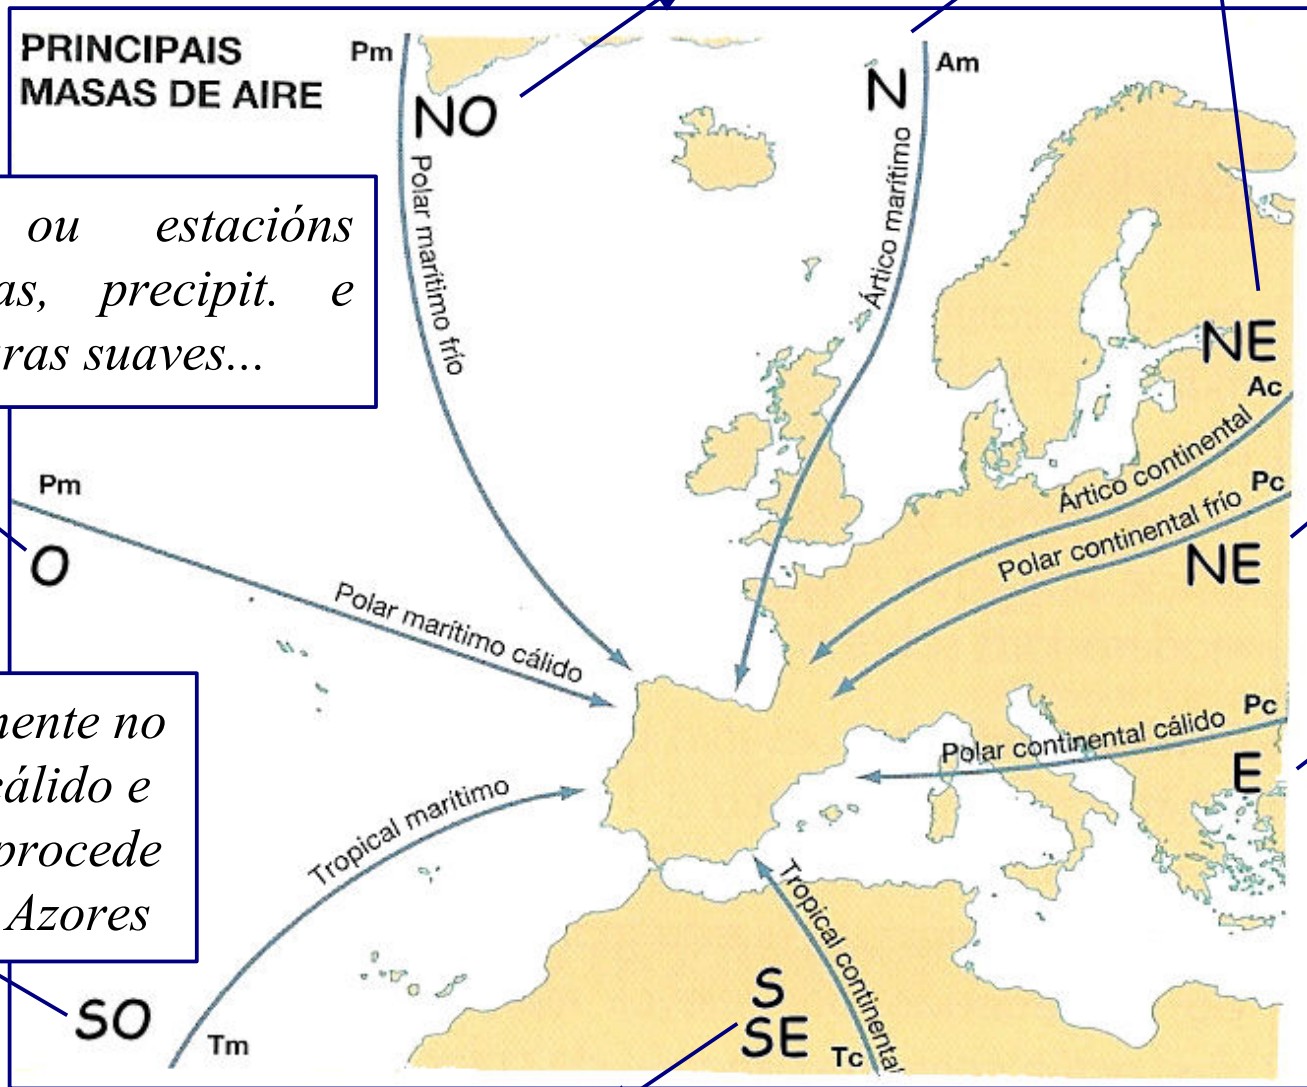 PRINCIPAIS
MASAS DE AIRE
Pm
NO
Polar marítimo frío
N
Am
Ártico marítimo
ou estacións
as, precipit. e
ras suaves...
NE
Ac
Ártico continental
Pc
Polar continental frío
NE
Pm
O
Polar marítimo cálido
Pc
Polar continental cálido
E
mente no
cálido e
procede
Azores
Tropical marítimo
SO
Tm
Tropical continental
S
SE
Tc